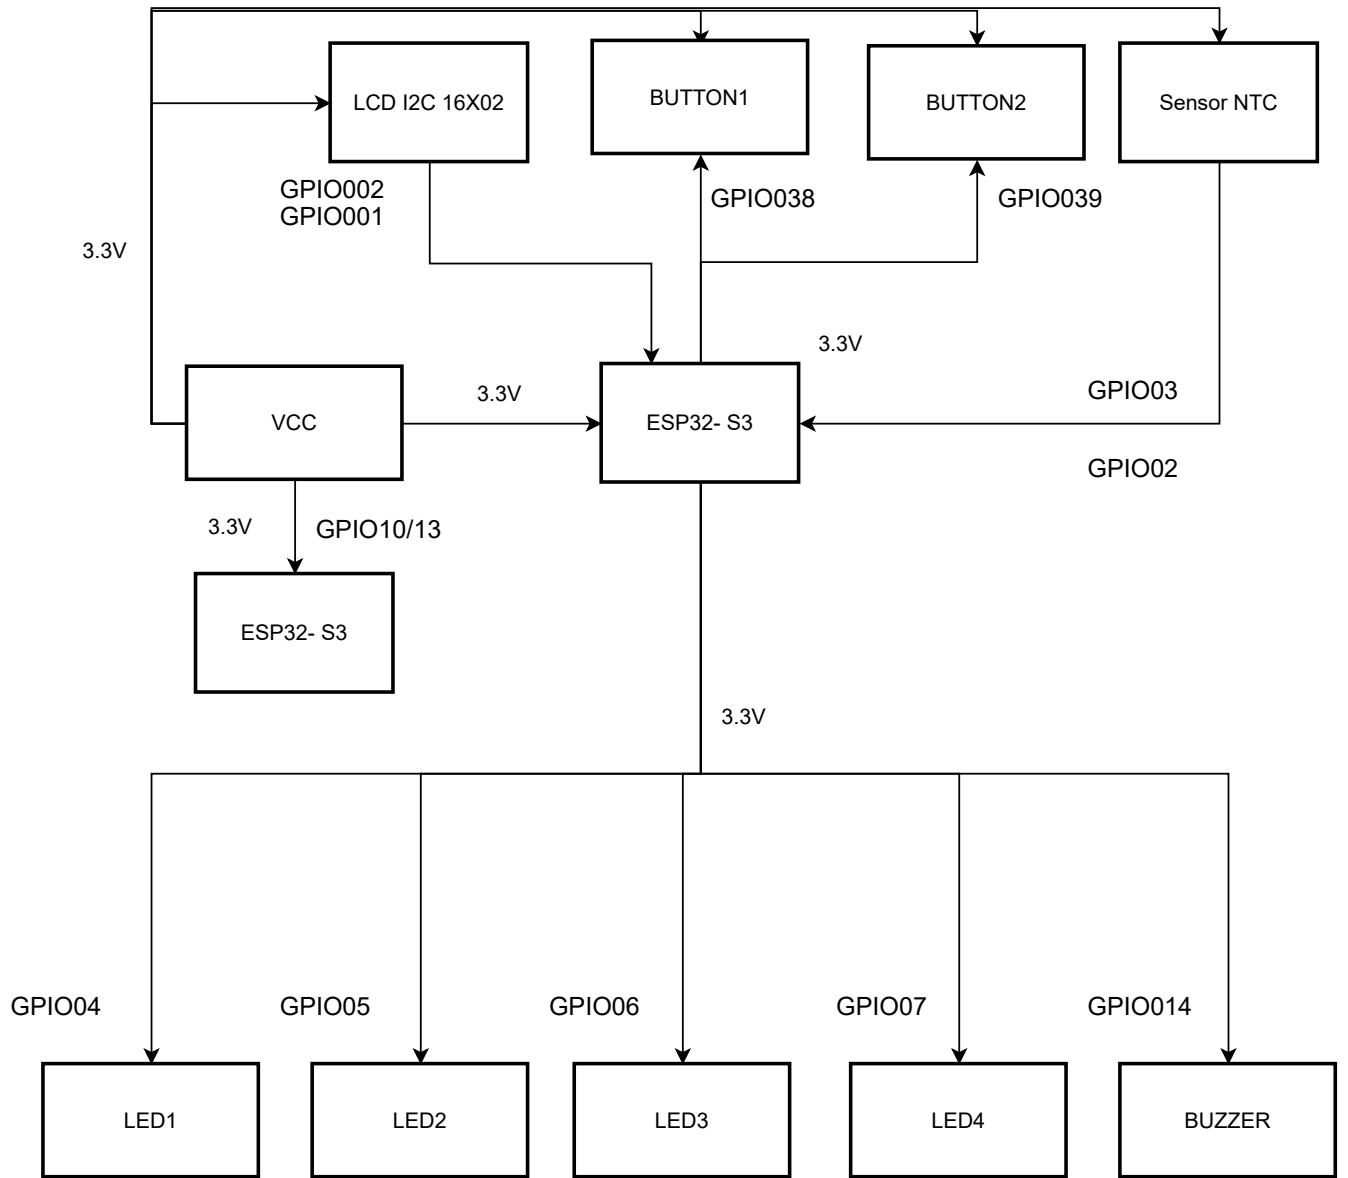 LCD I2C 16X02
BUTTON1
BUTTON2
Sensor NTC
GPIO002
GPIO001
GPIO038
GPIO039
3.3V
3.3V
3.3V
GPIO03
VCC
ESP32- S3
GPIO02
3.3V
GPIO10/13
ESP32- S3
3.3V
GPIO04
GPIO05
GPIO06
GPIO07
GPIO014
LED1
LED2
LED3
LED4
BUZZER